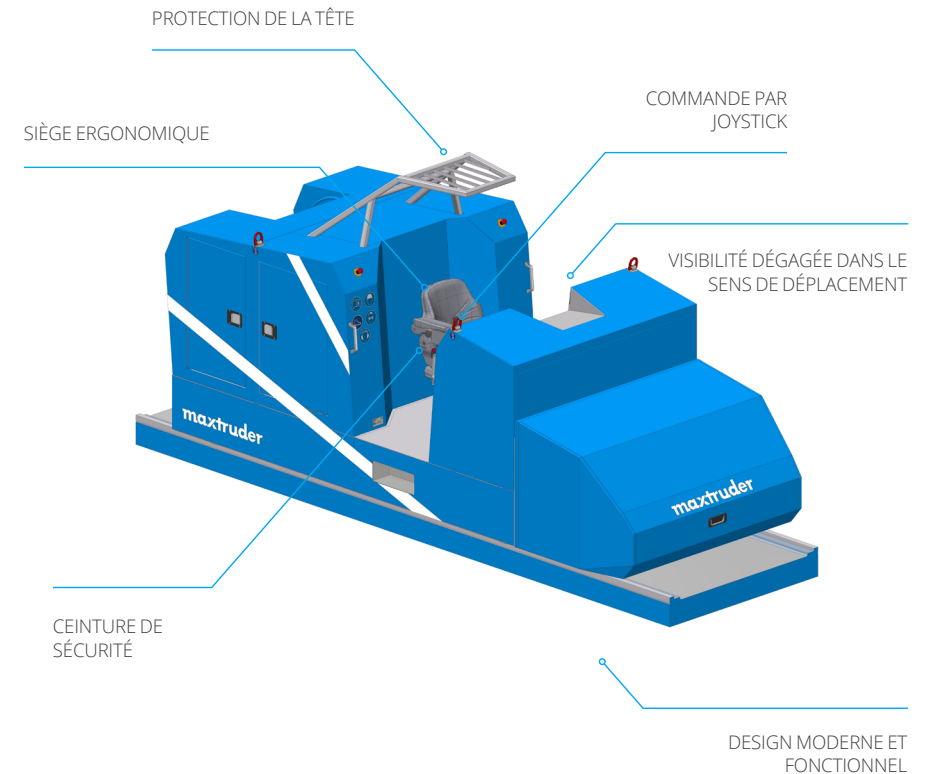 PROTECTION DE LA TÊTE
COMMANDE PAR
JOYSTICK
SIÈGE ERGONOMIQUE
VISIBILITÉ DÉGAGÉE DANS LE
SENS DE DÉPLACEMENT
maxtruder
maxtruder
CEINTURE DE
SÉCURITÉ
DESIGN MODERNE ET
FONCTIONNEL